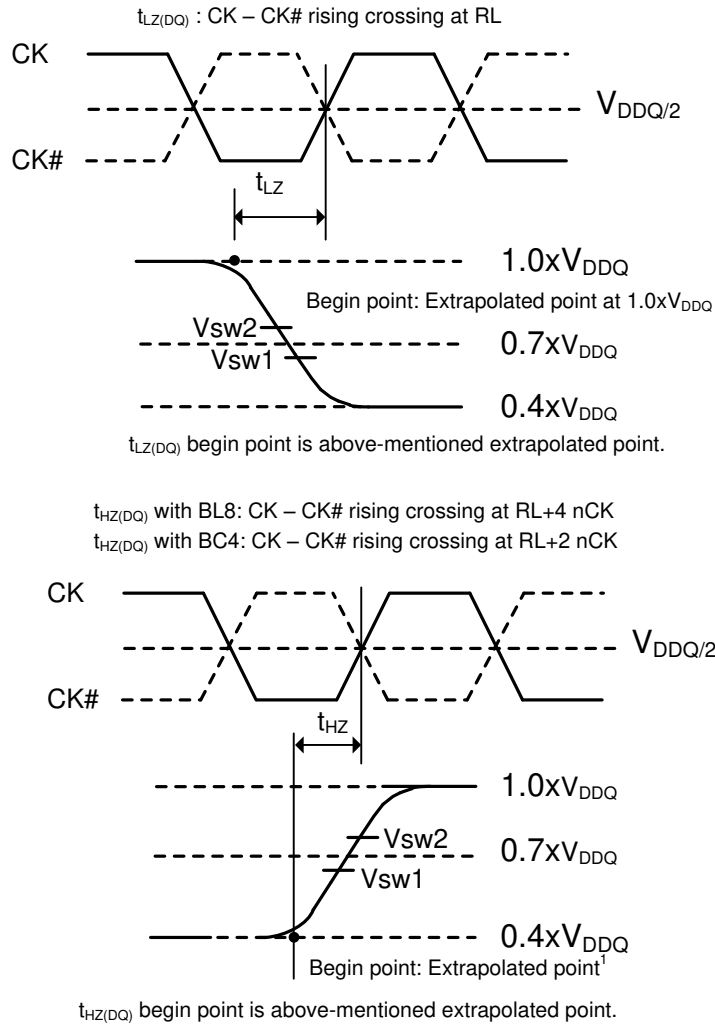 tLZ(DQ) : CK – CK# rising crossing at RL
CK
VDDQ/2
CK#
tLZ
1.0xVDDQ
Begin point: Extrapolated point at 1.0xVDDQ
Vsw2
0.7xVDDQ
Vsw1
0.4xVDDQ
tLZ(DQ) begin point is above-mentioned extrapolated point.
tHZ(DQ) with BL8: CK – CK# rising crossing at RL+4 nCK
tHZ(DQ) with BC4: CK – CK# rising crossing at RL+2 nCK
CK
VDDQ/2
CK#
tHZ
1.0xVDDQ
Vsw2
0.7xVDDQ
Vsw1
0.4xVDDQ
Begin point: Extrapolated point1
tHZ(DQ) begin point is above-mentioned extrapolated point.